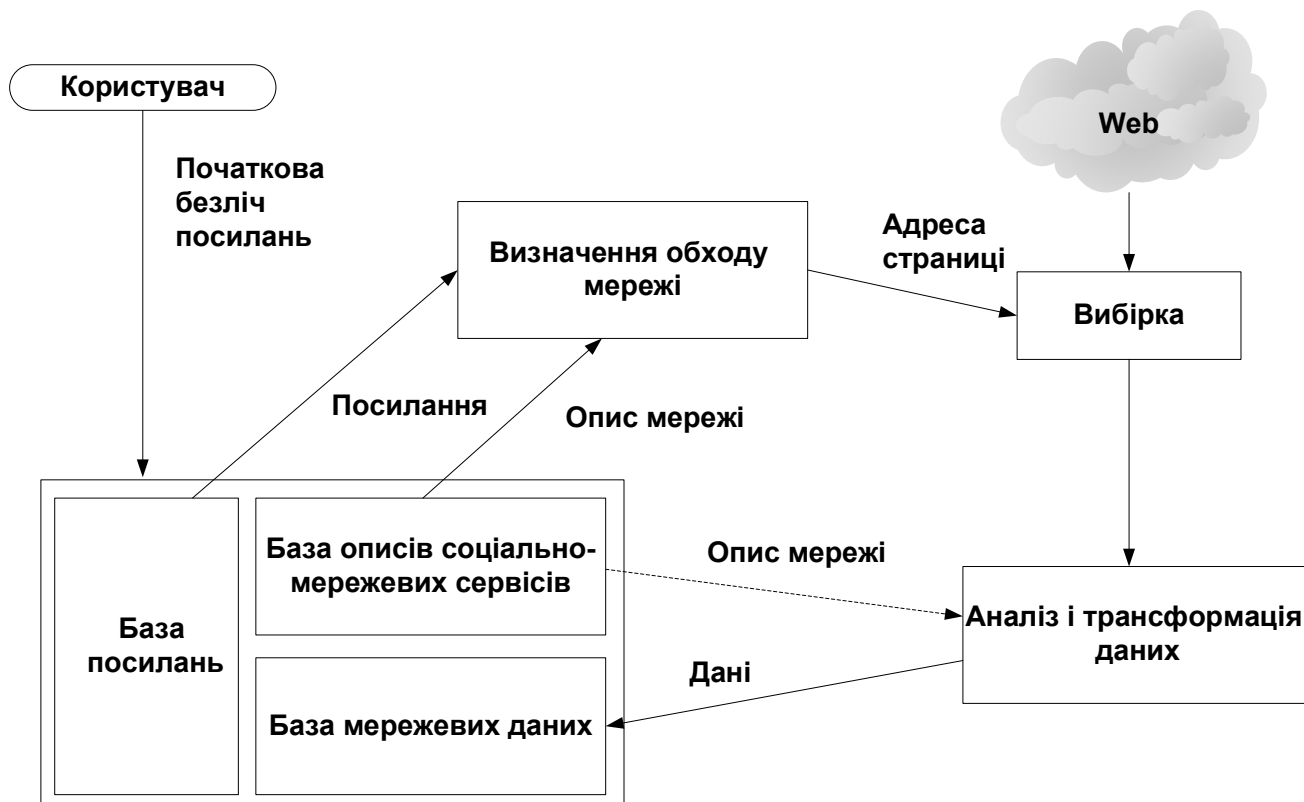 Користувач
Web
Початкова
безліч
посилань
Визначення обходу
мережі
Адреса
страниці
Вибірка
Посилання
Опис мережі
База описів соціально-
мережевих сервісів
Опис мережі
Аналіз і трансформація
даних
База
посилань
Дані
База мережевих даних